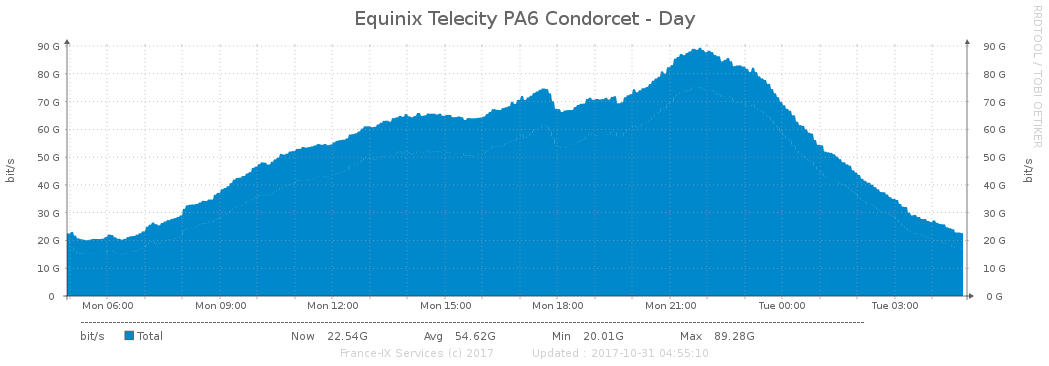 Equinix Telecity PA6 Condorcet - Day
RRDTOOL / TOBI OETIKER
90 G 90 G
80 G 80 G
70 G 70 G
60 G 60 G
50 G 50 G
40 G 40 G
30 G 30 G
20 G 20 G
10 G 10 G
0 0 G
bit/s
bit/s
Mon 06:00 Mon 09:00 Mon 12:00 Mon 15:00 Mon 18:00 Mon 21:00 Tue 00:00 Tue 03:00
bit/s Total Now 22.54G Avg 54.62G Min 20.01G Max 89.28G
France-IX Services (c) 2017 Updated : 2017-10-31 04:55:10